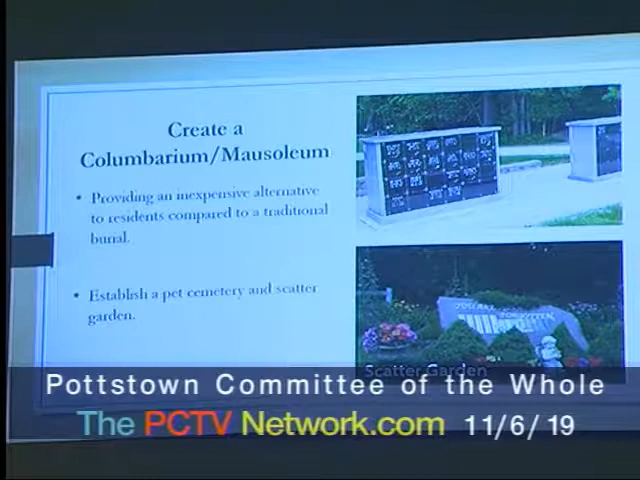 Create a
Columbarium/Mausoleum
• Providing an inexpensive alternative
to residents compared to a traditional
burial.
• Establish a pet cemetery and scatter
garden.
Scatter Garden
Pottstown Committee of the Whole
The PCTV Network.com 11/6/19